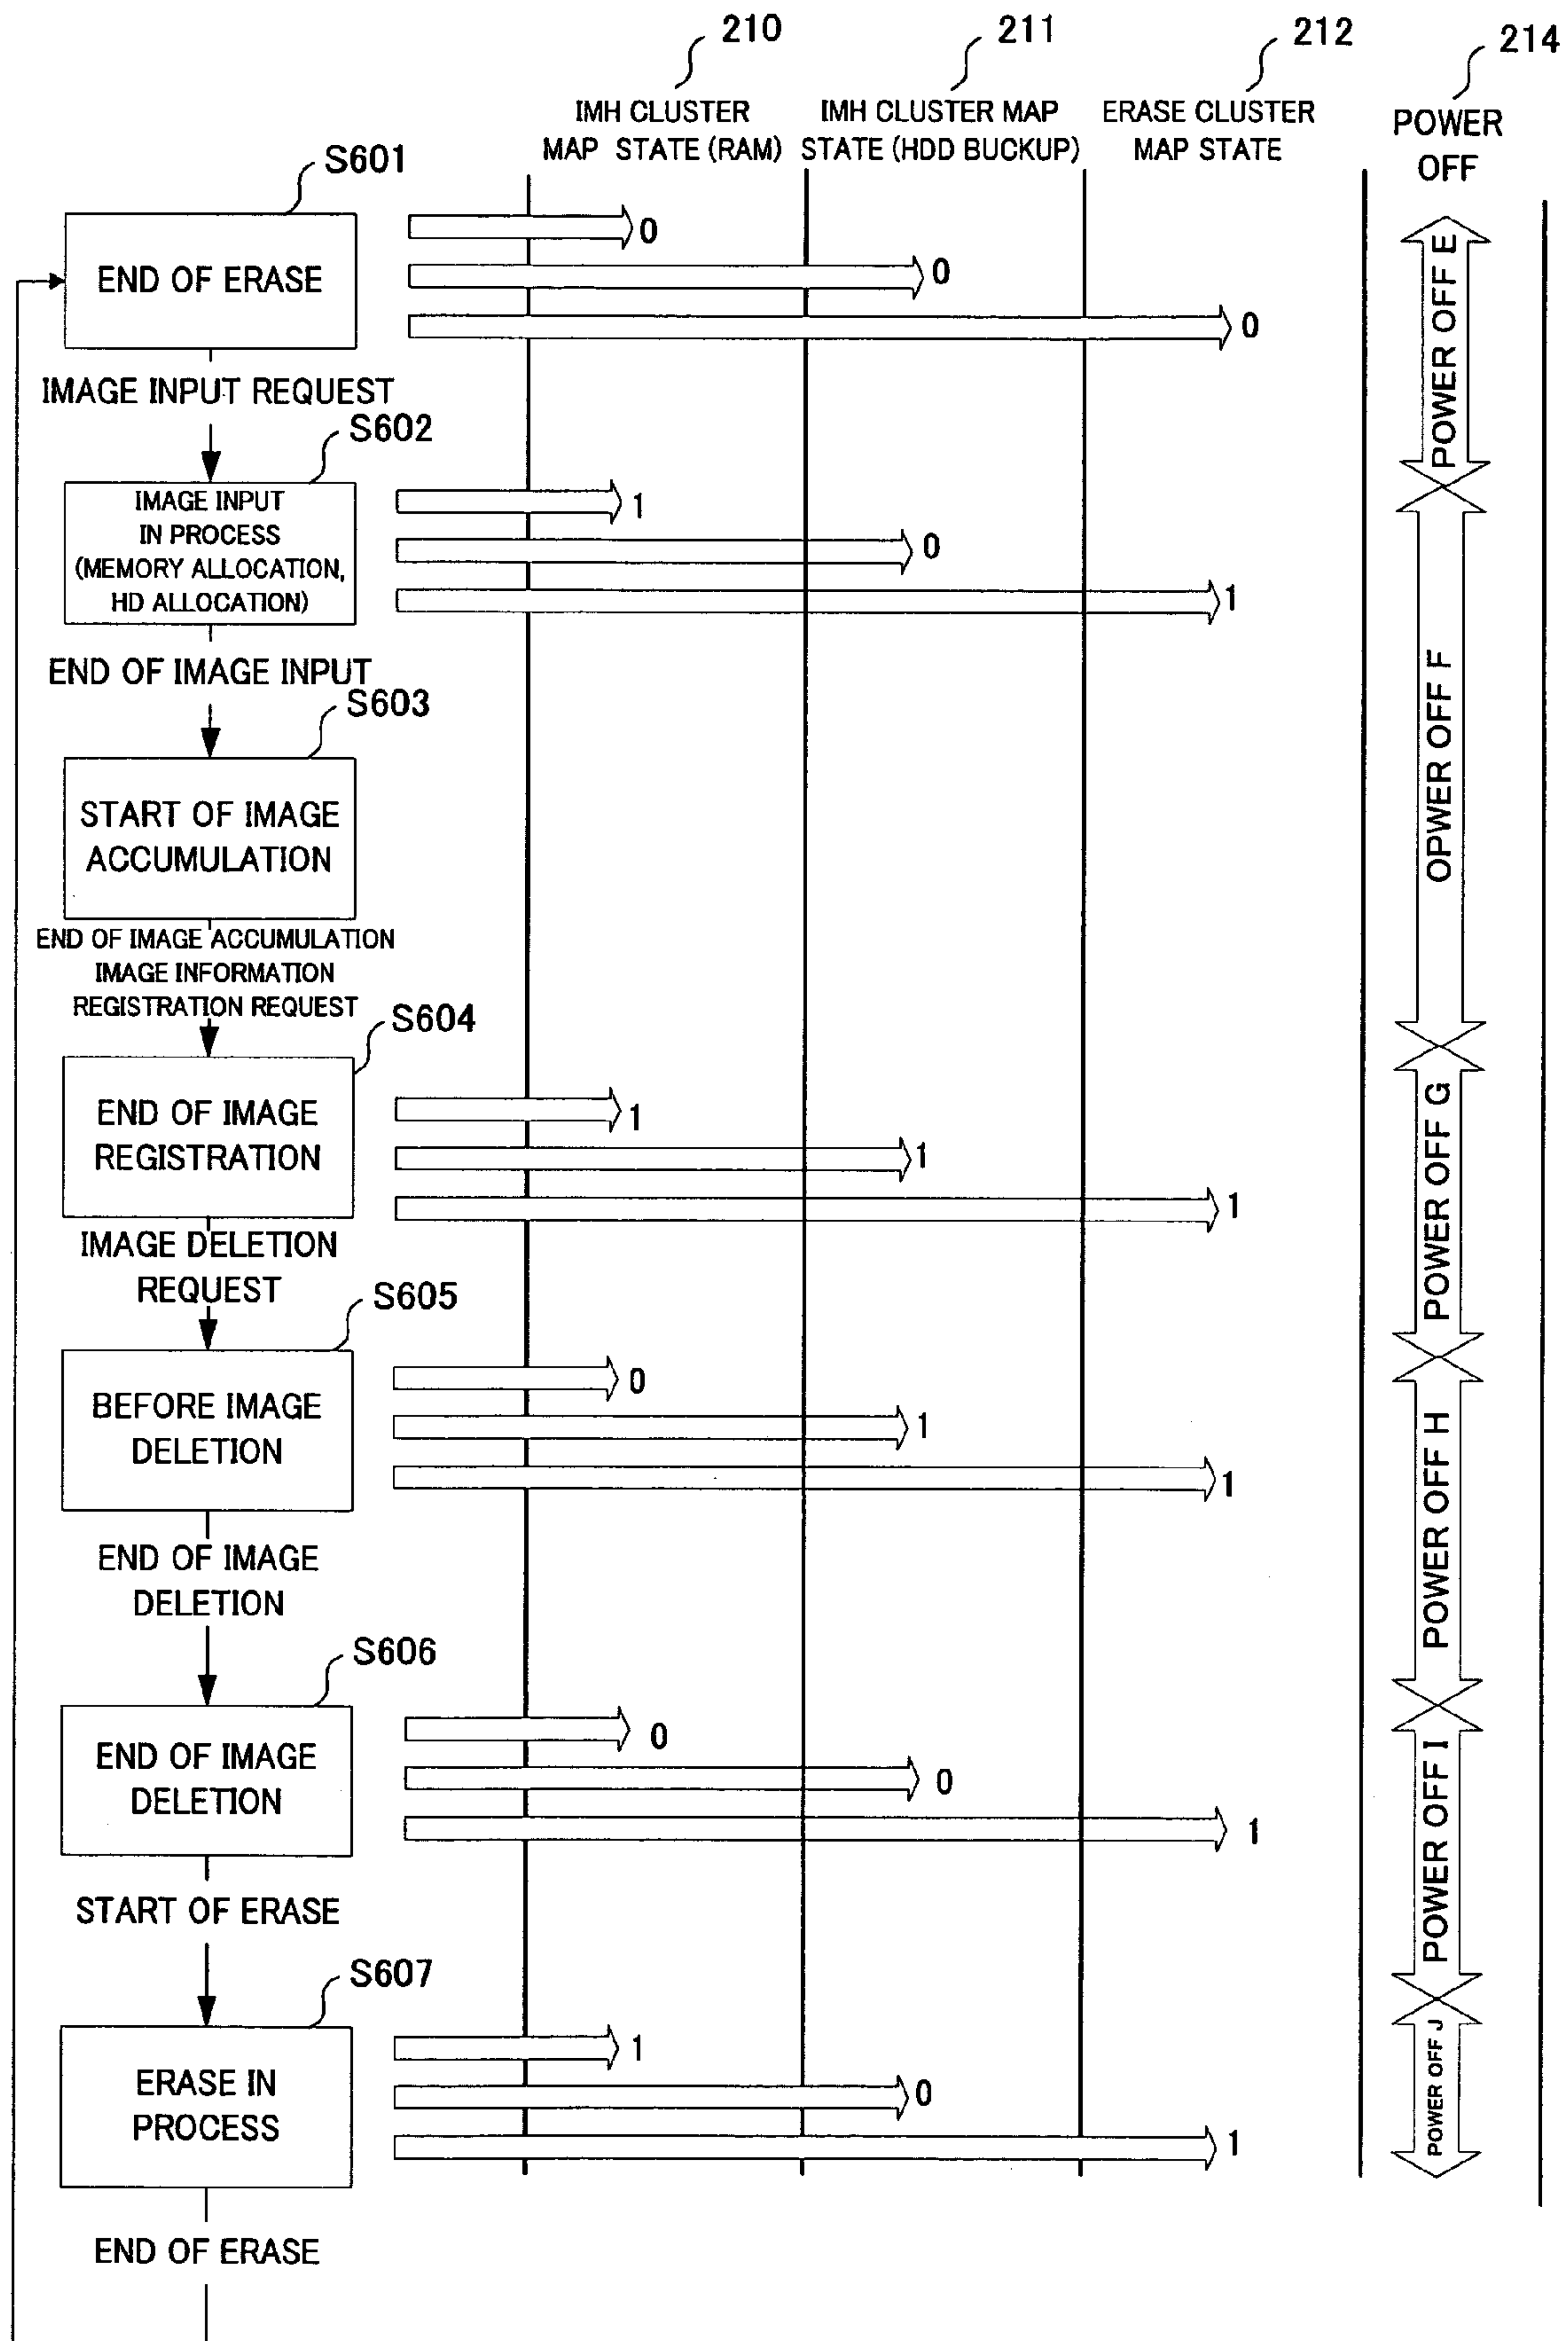 210
211
212
214
IMH CLUSTER
MAP STATE (RAM)
IMH CLUSTER MAP
STATE (HDD BUCKUP)
ERASE CLUSTER
MAP STATE
POWER
OFF
S601
END OF ERASE
0
0
0
POWER OFF E
IMAGE INPUT REQUEST
S602
IMAGE INPUT
IN PROCESS
(MEMORY ALLOCATION,
HD ALLOCATION)
1
0
1
END OF IMAGE INPUT
S603
START OF IMAGE
ACCUMULATION
OPWER OFF F
END OF IMAGE ACCUMULATION
IMAGE INFORMATION
REGISTRATION REQUEST
S604
END OF IMAGE
REGISTRATION
1
1
1
POWER OFF G
IMAGE DELETION
REQUEST
S605
BEFORE IMAGE
DELETION
0
1
1
POWER OFF H
END OF IMAGE
DELETION
S606
END OF IMAGE
DELETION
0
0
1
POWER OFF I
START OF ERASE
S607
ERASE IN
PROCESS
1
0
1
POWER OFF J
END OF ERASE